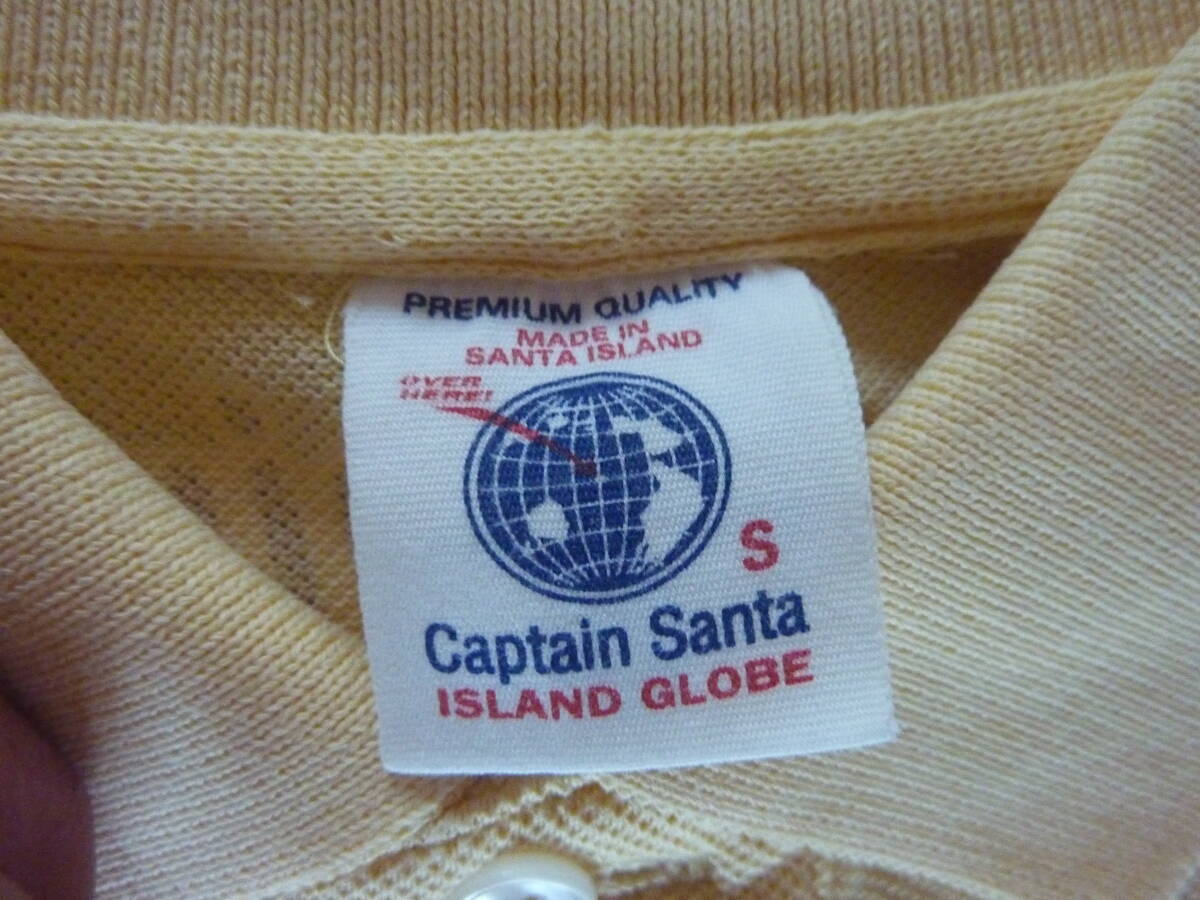 PREMIUM QUALITY
MADE IN
SANTA ISLAND
OVER
HERE!
S
Captain Santa
ISLAND GLOBE